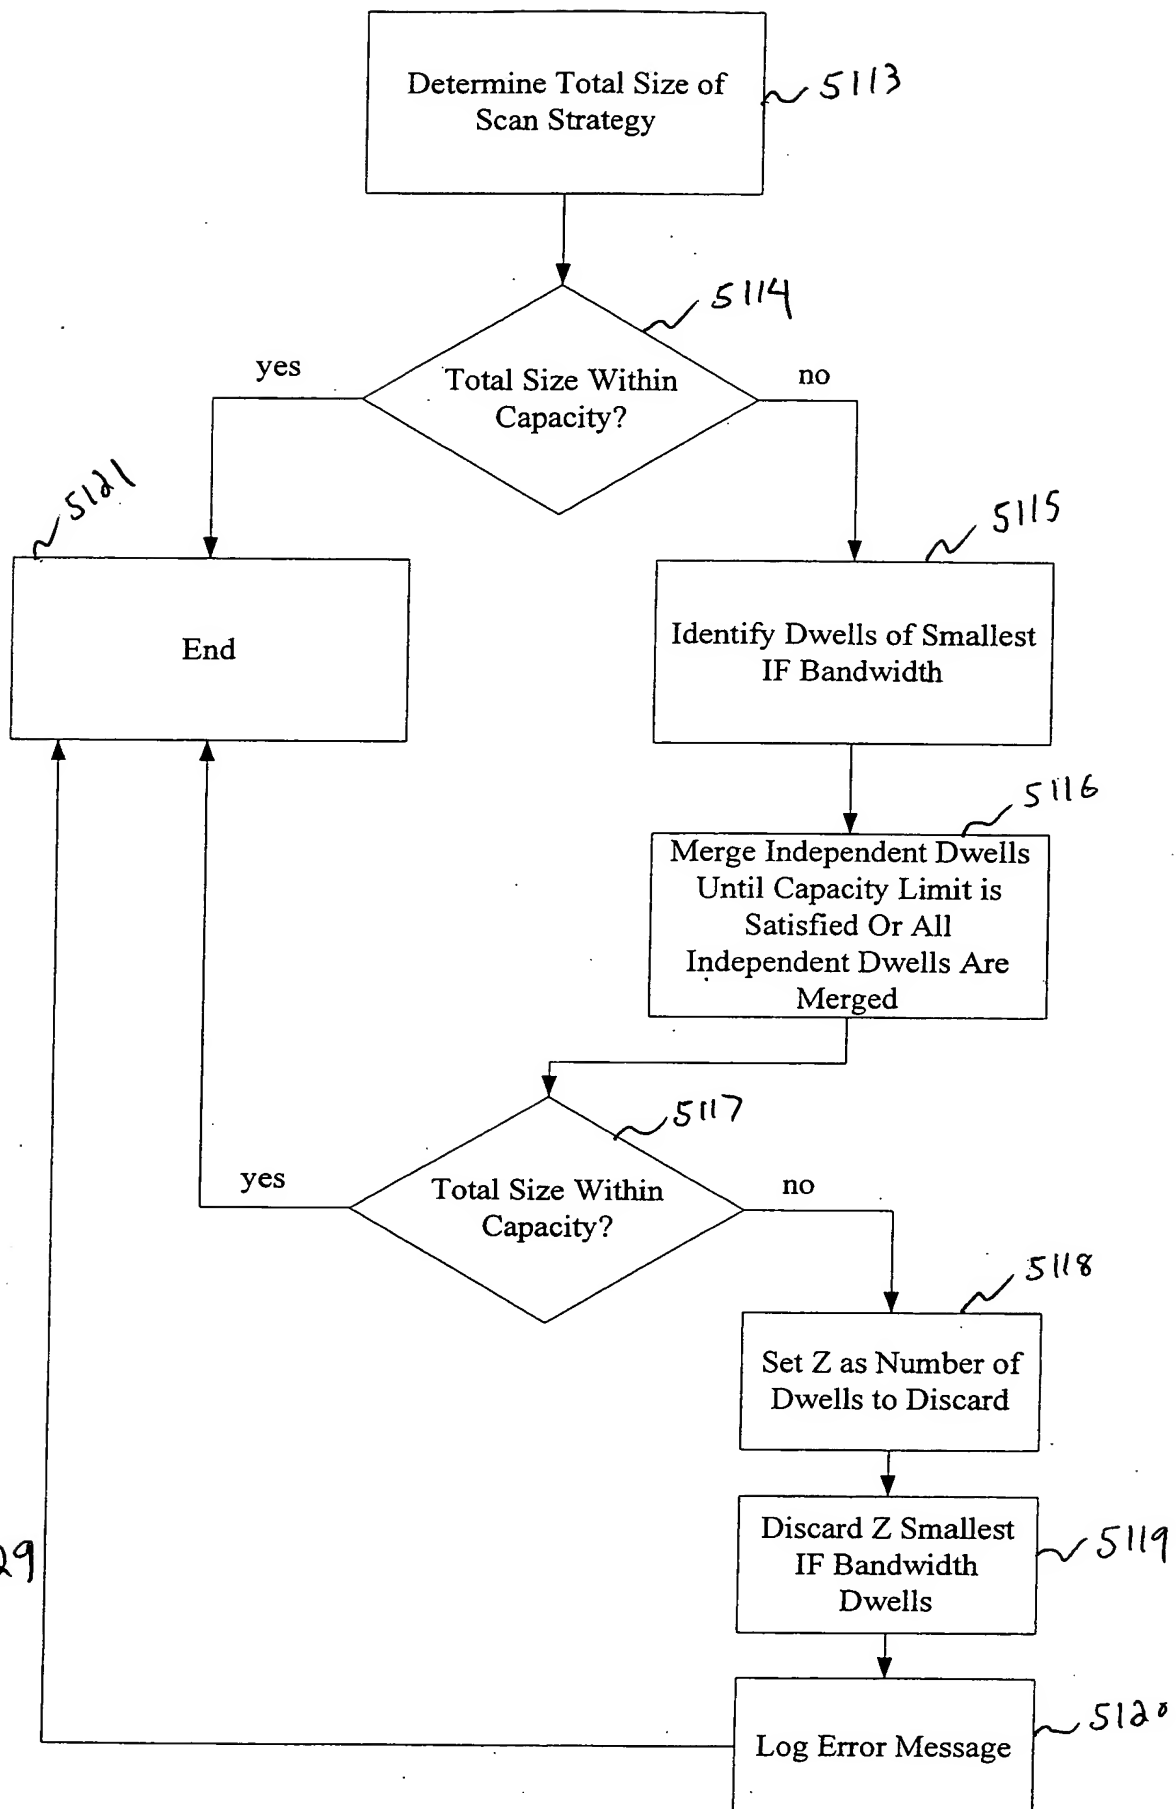 Determine Total Size of
Scan Strategy
5113
5114
yes
Total Size Within
Capacity?
no
5121
5115
End
Identify Dwells of Smallest
IF Bandwidth
5116
Merge Independent Dwells
Until Capacity Limit is
Satisfied Or All
Independent Dwells Are
Merged
5117
yes
Total Size Within
Capacity?
no
5118
Set Z as Number of
Dwells to Discard
29
Discard Z Smallest
IF Bandwidth
Dwells
5119
Log Error Message
5120